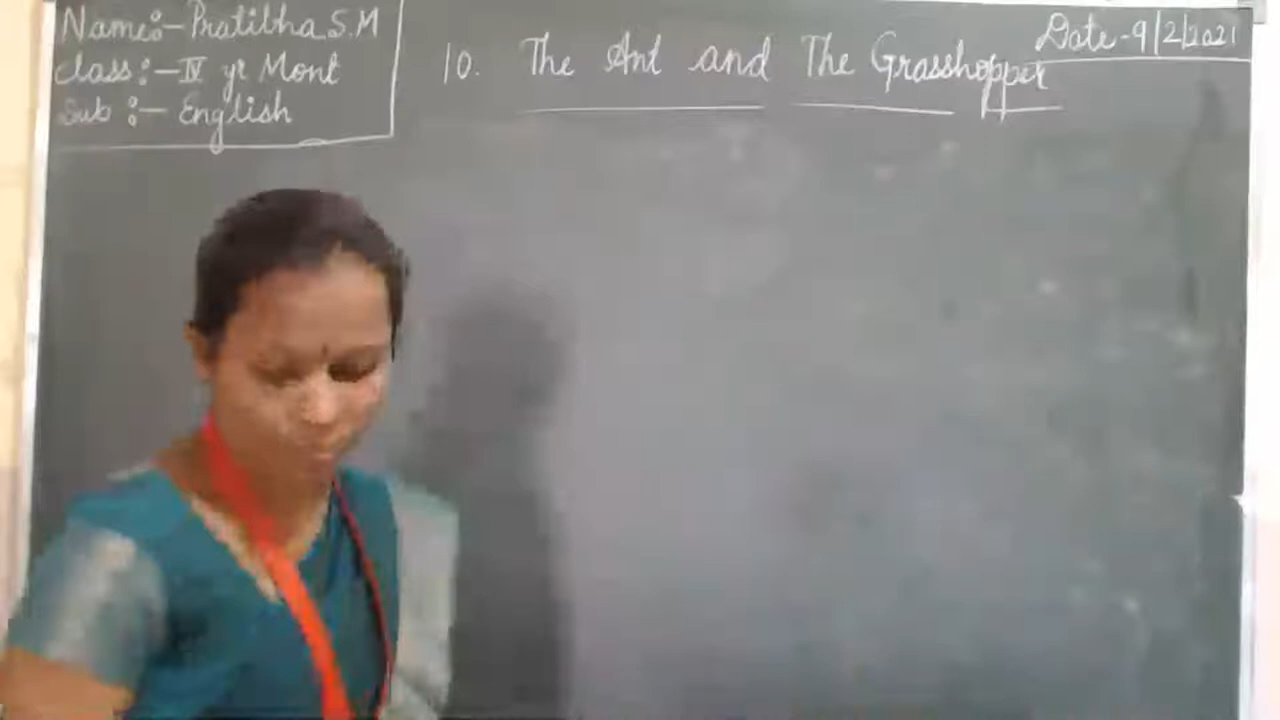 Name:- Pratibha S.M
Class:- IV yr Mont
Sub :- English
10. The Ant and The Grasshopper
Date-9/2/2021